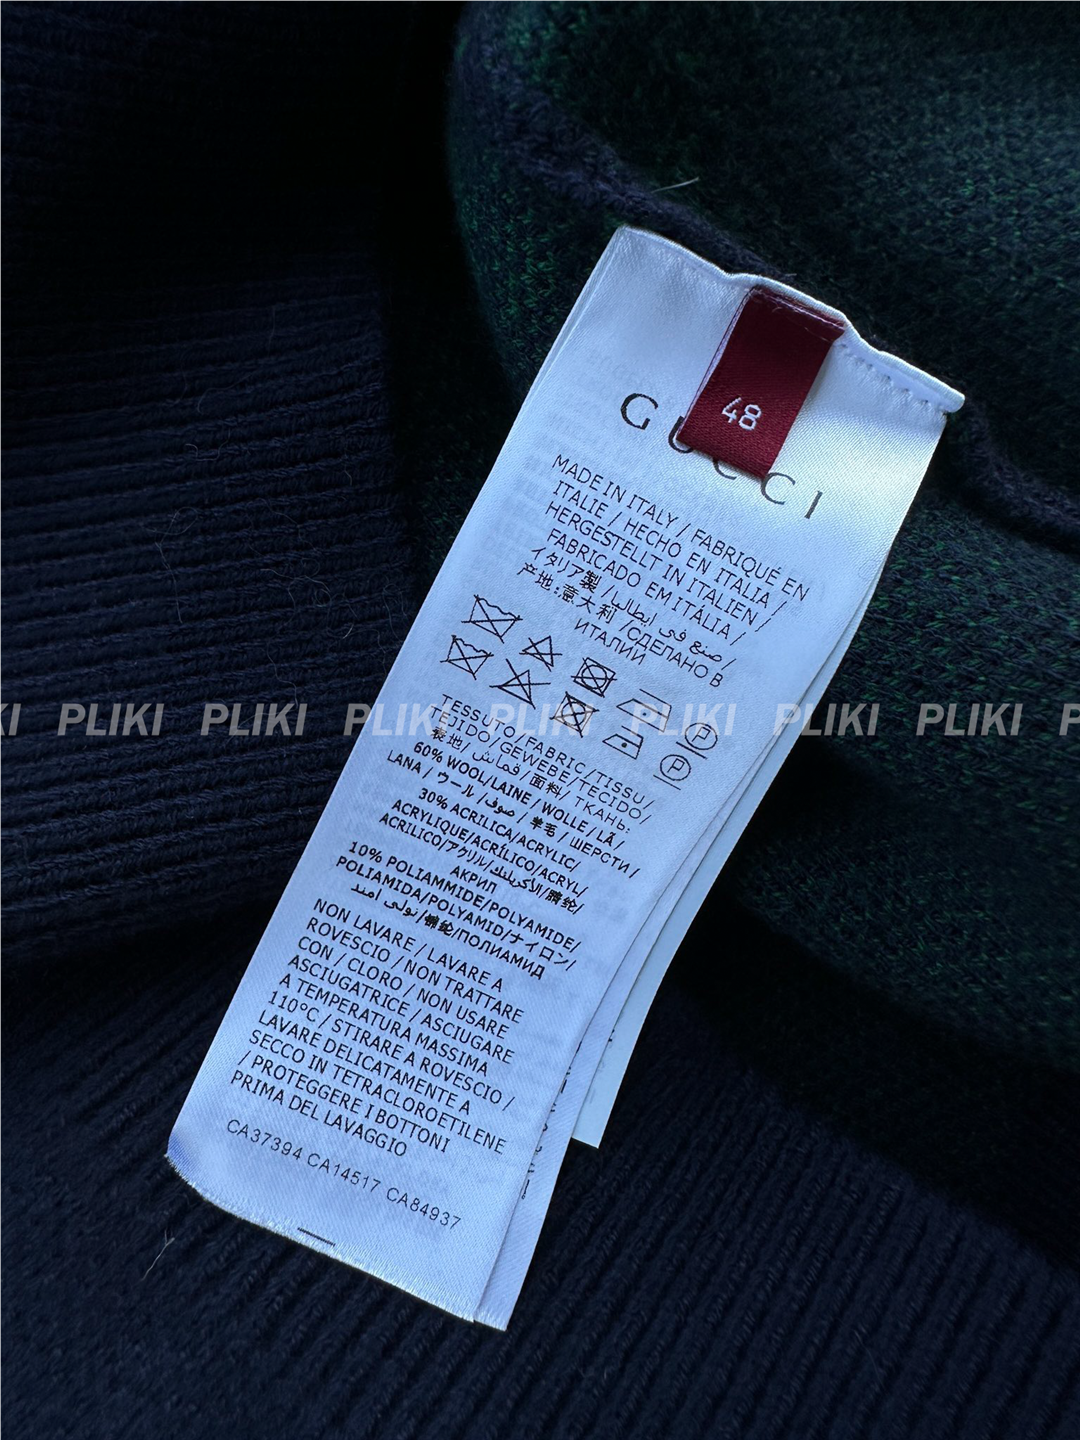 48
GUCCI
MADE IN ITALY / FABRIQUÉ EN
ITALIE / HECHO EN ITALIA /
HERGESTELLT IN ITALIEN /
FABRICADO EM ITÁLIA /
イタリア製 / صنع في ايطاليا /
产地:意大利 /СДЕЛАНО В
ИТАЛИИ
P
P
PLIKI PLIKI PLIKI PLIKI PLIKI PLIKI PLIKI
TESSUTO/FABRIC/TISSU/
TEJIDO/GEWEBE/TECIDO/
表地/ قماش /面料/ ТКАНЬ:
60% WOOL/LAINE / WOLLE / LÃ /
LANA / ウール / صوف / 羊毛 / ШЕРСТИ /
30% ACRILICA/ACRYLIC/
ACRYLIQUE/ACRÍLICO/ACRYL/
ACRILICO/アクリル/الأكريليك/腈纶/
АКРИЛ
10% POLIAMMIDE/POLYAMIDE/
POLIAMIDA/POLYAMID/ナイロン/
/锦纶/ПОЛИАМИД
NON LAVARE / LAVARE A
ROVESCIO / NON TRATTARE
CON / CLORO / NON USARE
ASCIUGATRICE / ASCIUGARE
A TEMPERATURA MASSIMA
110°C / STIRARE A ROVESCIO /
LAVARE DELICATAMENTE A
SECCO IN TETRACLOROETILENE
/ PROTEGGERE I BOTTONI
PRIMA DEL LAVAGGIO
CA37394 CA14517 CA84937